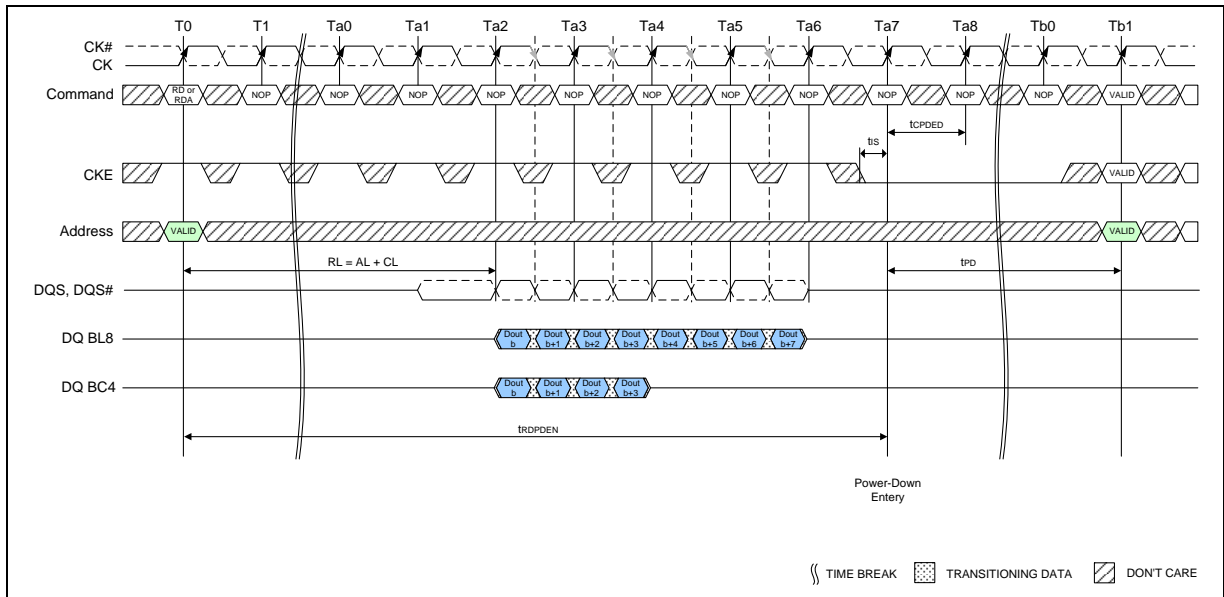 T0 T1 Ta0 Ta1 Ta2 Ta3 Ta4 Ta5 Ta6 Ta7 Ta8 Tb0 Tb1
CK#
CK
Command
RD or
RDA
NOP NOP NOP NOP NOP NOP NOP NOP NOP NOP NOP VALID
tCPDED
tIS
CKE
VALID
Address
VALID VALID
RL = AL + CL
tPD
DQS, DQS#
DQ BL8
Dout Dout Dout Dout Dout Dout Dout Dout
b b+1 b+2 b+3 b+4 b+5 b+6 b+7
DQ BC4
Dout Dout Dout Dout
b b+1 b+2 b+3
tRDPDEN
Power-Down
Entery
TIME BREAK TRANSITIONING DATA DON'T CARE